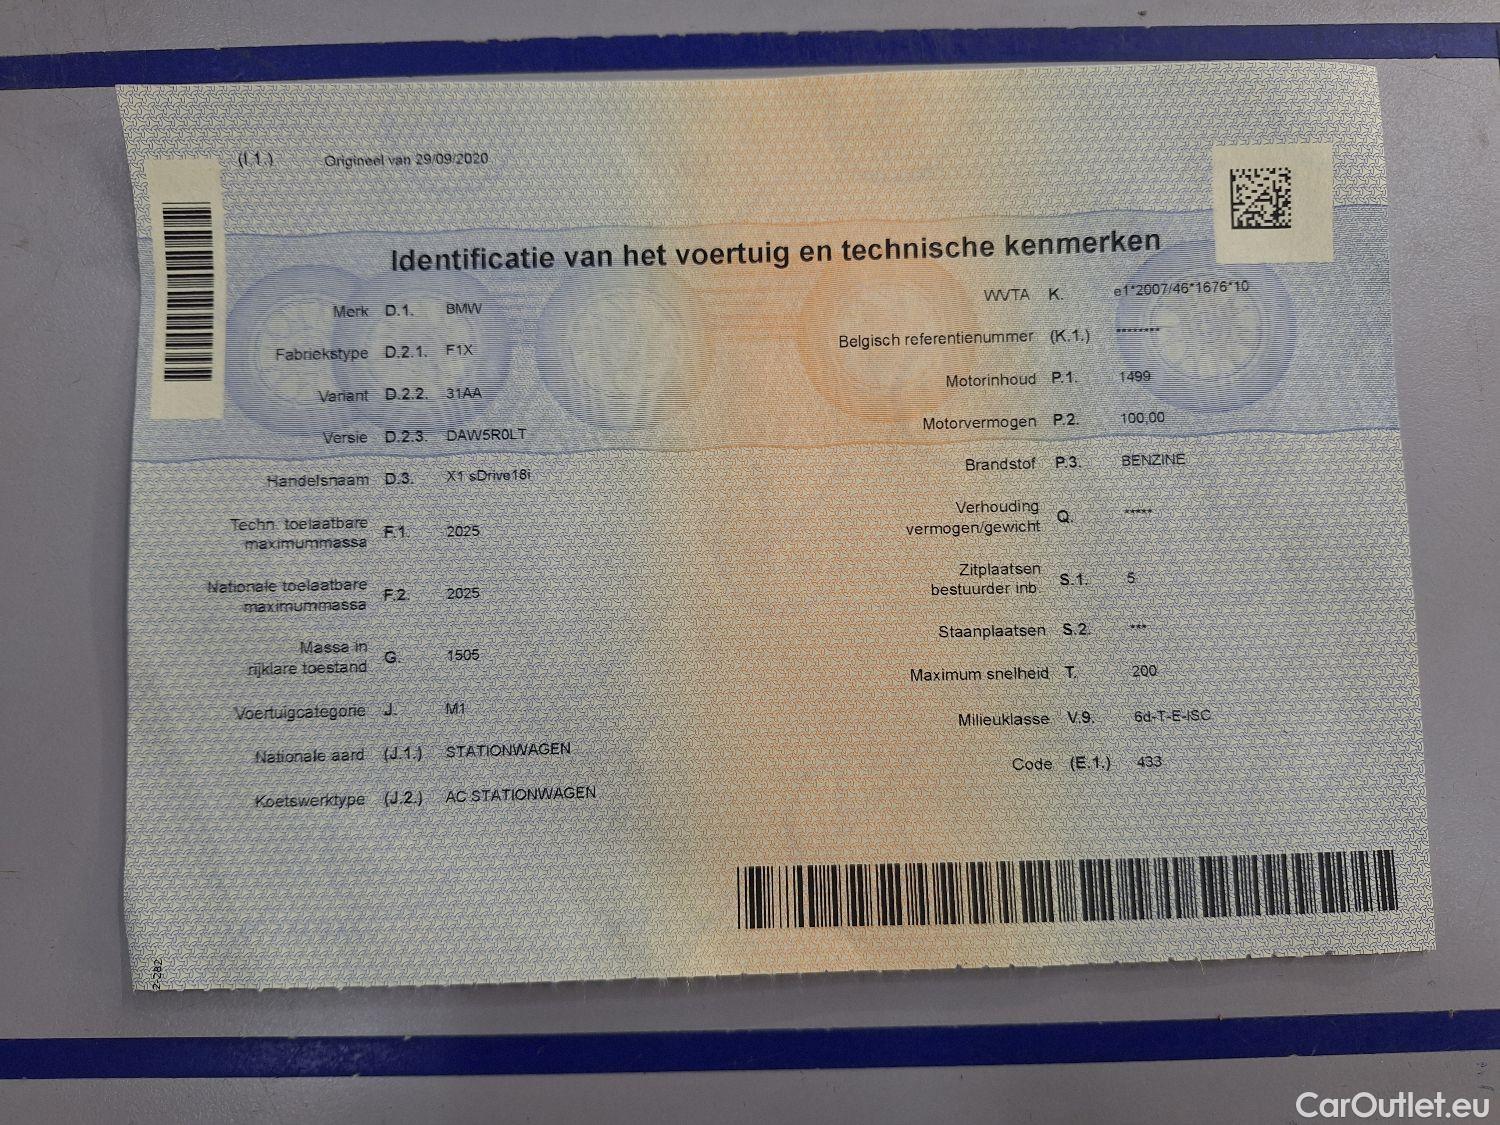 (I.1.) Origineel van 29/09/2020
Identificatie van het voertuig en technische kenmerken
Merk D.1. BMW
Fabriekstype D.2.1. F1X
Variant D.2.2. 31AA
Versie D.2.3. DAW5R0LT
Handelsnaam D.3. X1 sDrive18i
Techn. toelaatbare
maximummassa F.1. 2025
Nationale toelaatbare
maximummassa F.2. 2025
Massa in
rijklare toestand G. 1505
Voertuigcategorie J. M1
Nationale aard (J.1.) STATIONWAGEN
Koetswerktype (J.2.) AC STATIONWAGEN
WVTA K. e1*2007/46*1676*10
Belgisch referentienummer (K.1.) ********
Motorinhoud P.1. 1499
Motorvermogen P.2. 100,00
Brandstof P.3. BENZINE
Verhouding
vermogen/gewicht Q. *****
Zitplaatsen
bestuurder inb. S.1. 5
Staanplaatsen S.2. ***
Maximum snelheid T. 200
Milieuklasse V.9. 6d-T-E-ISC
Code (E.1.) 433
2-282
CarOutlet.eu